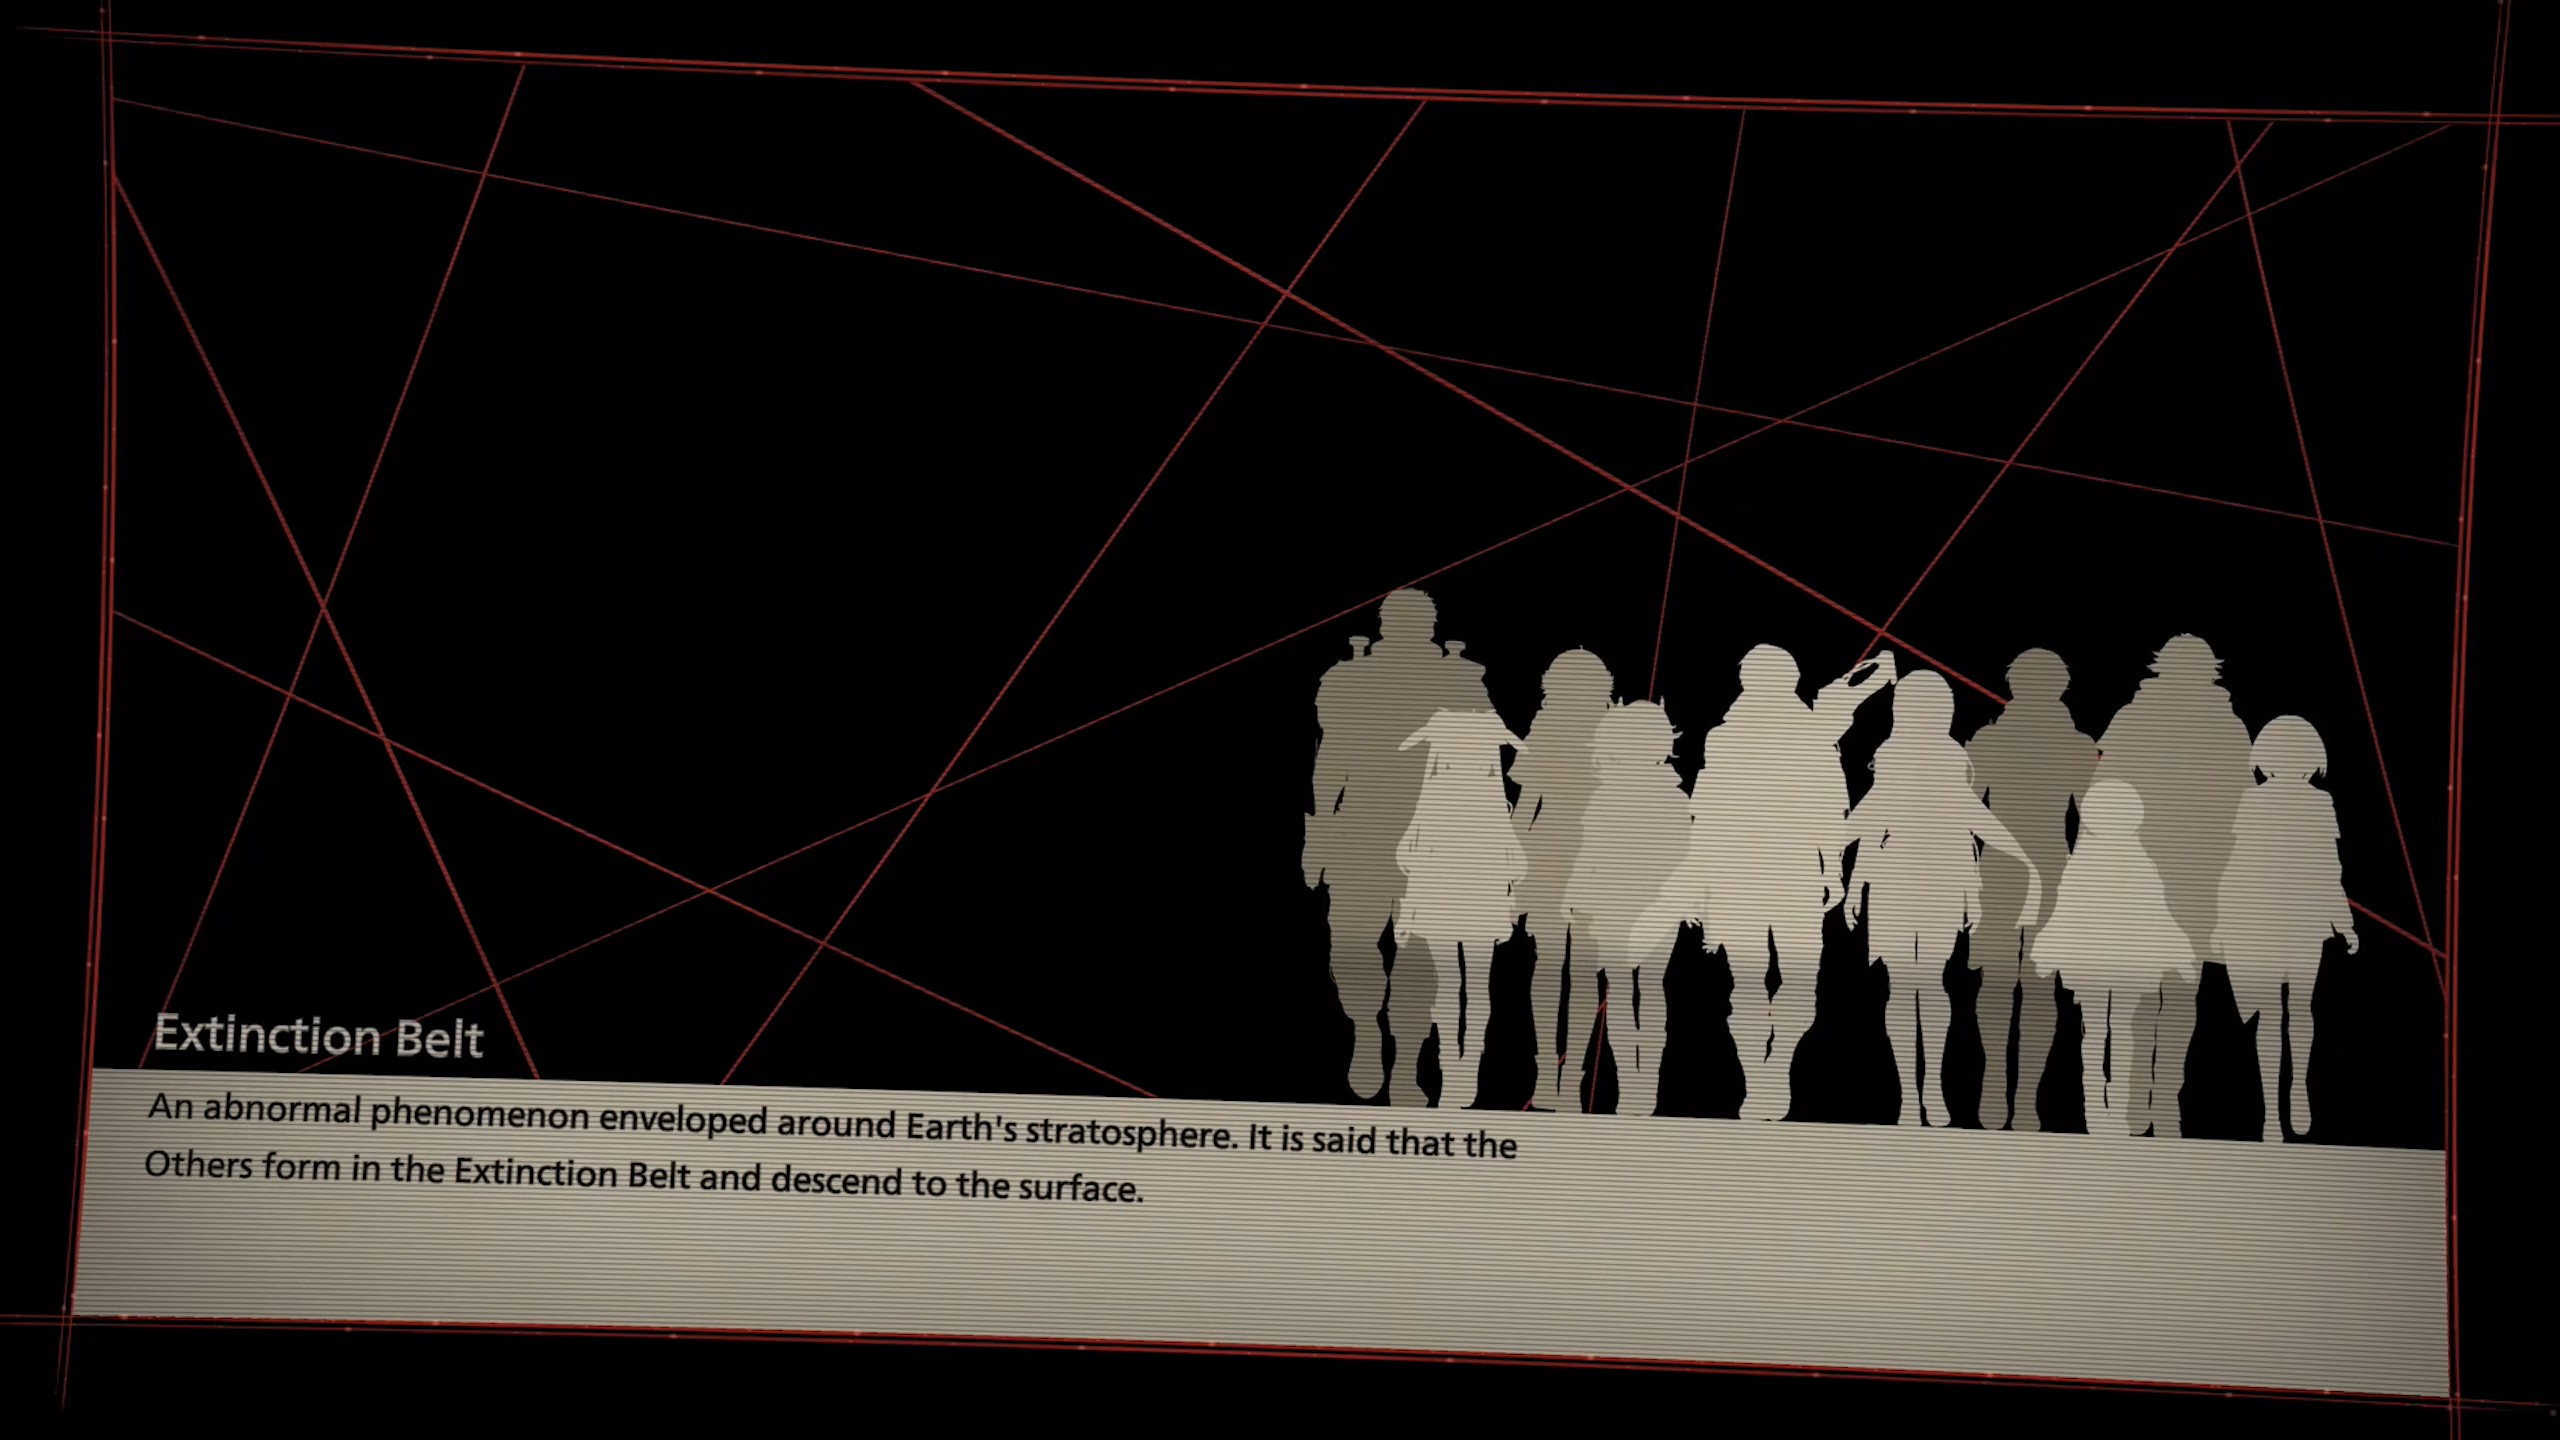 Extinction Belt
An abnormal phenomenon enveloped around Earth's stratosphere. It is said that the
Others form in the Extinction Belt and descend to the surface.